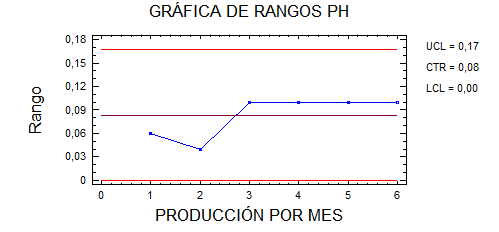 GRÁFICA DE RANGOS PH
0,18
0,15
0,12
0,09
0,06
0,03
0
Rango
0 1 2 3 4 5 6
PRODUCCIÓN POR MES
UCL = 0,17
CTR = 0,08
LCL = 0,00